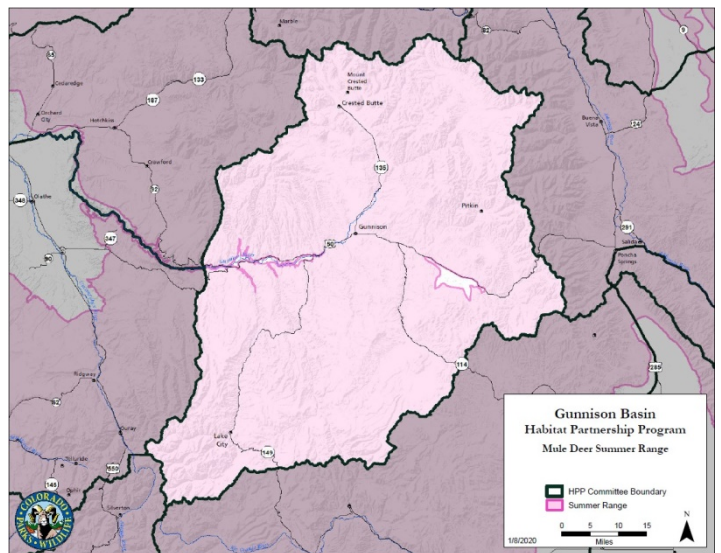 Marble
133
187
Cedaredge
Orchard
City
Hotchkiss
Crawford
92
Mount
Crested
Butte
Crested Butte
135
Buena
Vista
24
9
Olathe
348
347
Gunnison
50
Pitkin
291
Salida
Poncha
Springs
90
114
285
Ridgway
62
Ouray
Lake
City
149
Telluride
550
145
Ophir
Silverton
Gunnison Basin
Habitat Partnership Program
Mule Deer Summer Range
HPP Committee Boundary
Summer Range
0 5 10 15
Miles
N
1/8/2020
COLORADO
PARKS &
WILDLIFE